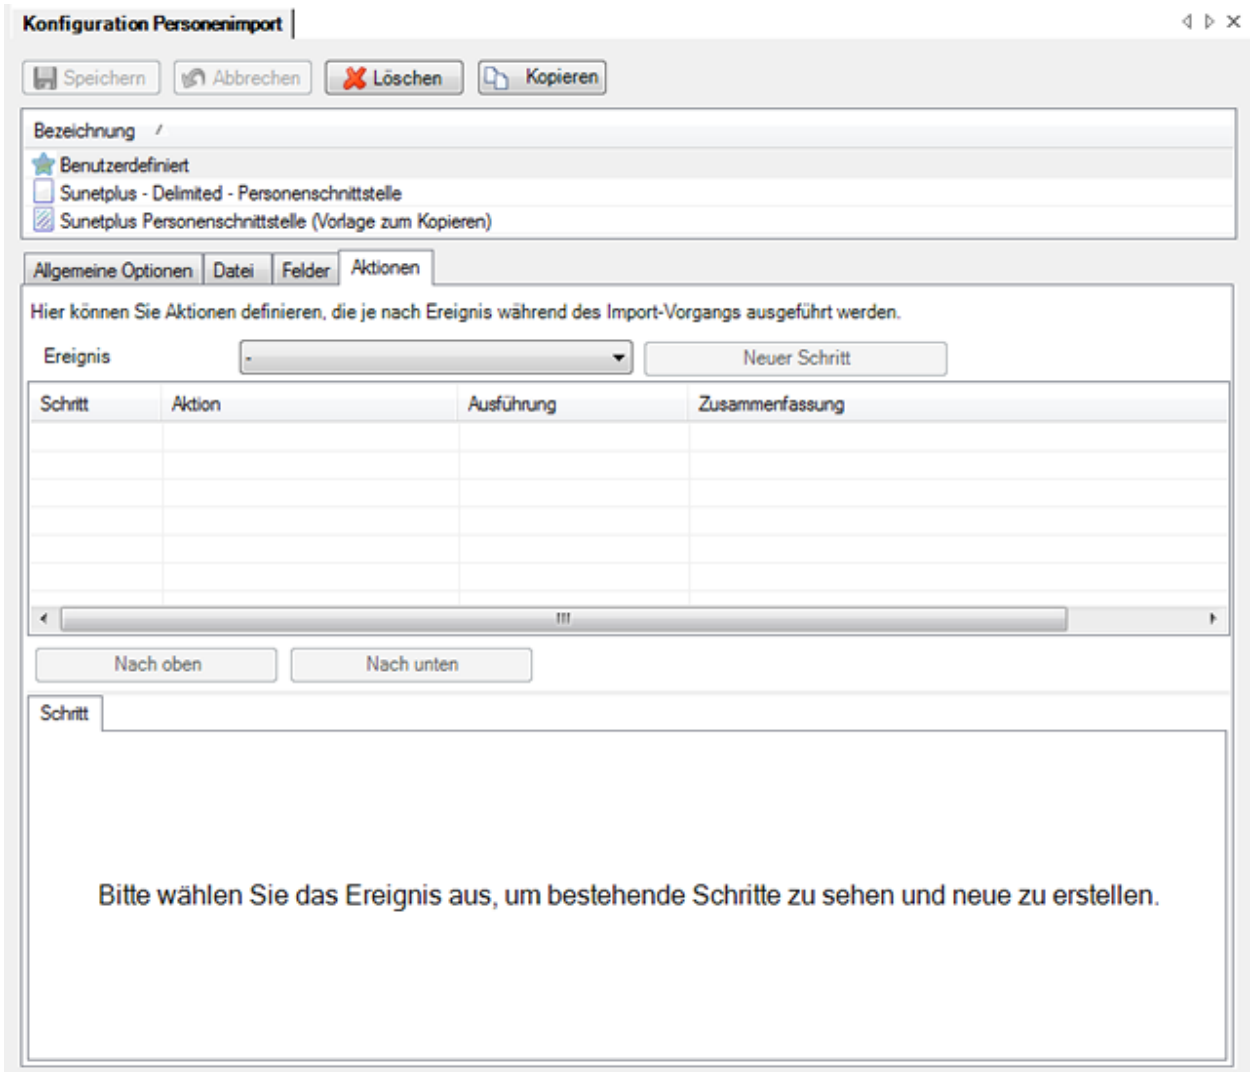 Konfiguration Personenimport
Speichern Abbrechen Löschen Kopieren
Bezeichnung
Benutzerdefiniert
Sunetplus - Delimited - Personenschnittstelle
Sunetplus Personenschnittstelle (Vorlage zum Kopieren)
Allgemeine Optionen Datei Felder Aktionen
Hier können Sie Aktionen definieren, die je nach Ereignis während des Import-Vorgangs ausgeführt werden.
Ereignis - Neuer Schritt
Schritt Aktion Ausführung Zusammenfassung
Nach oben Nach unten
Schritt
Bitte wählen Sie das Ereignis aus, um bestehende Schritte zu sehen und neue zu erstellen.